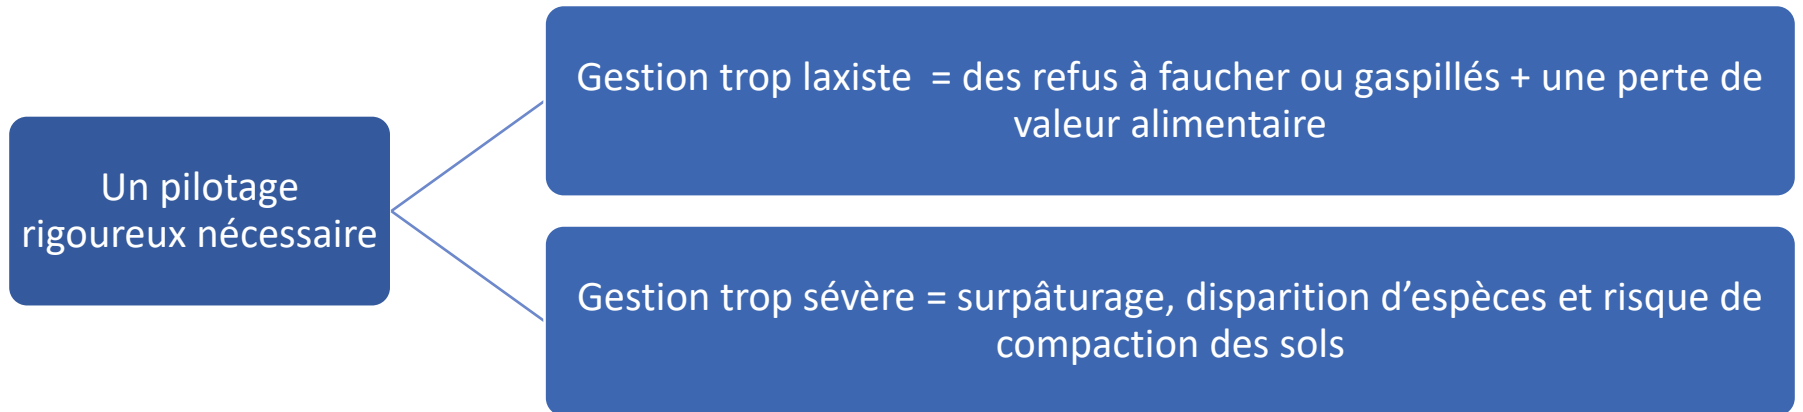 Un pilotage
rigoureux nécessaire
Gestion trop laxiste  = des refus à faucher ou gaspillés + une perte de
valeur alimentaire
Gestion trop sévère = surpâturage, disparition d’espèces et risque de
compaction des sols